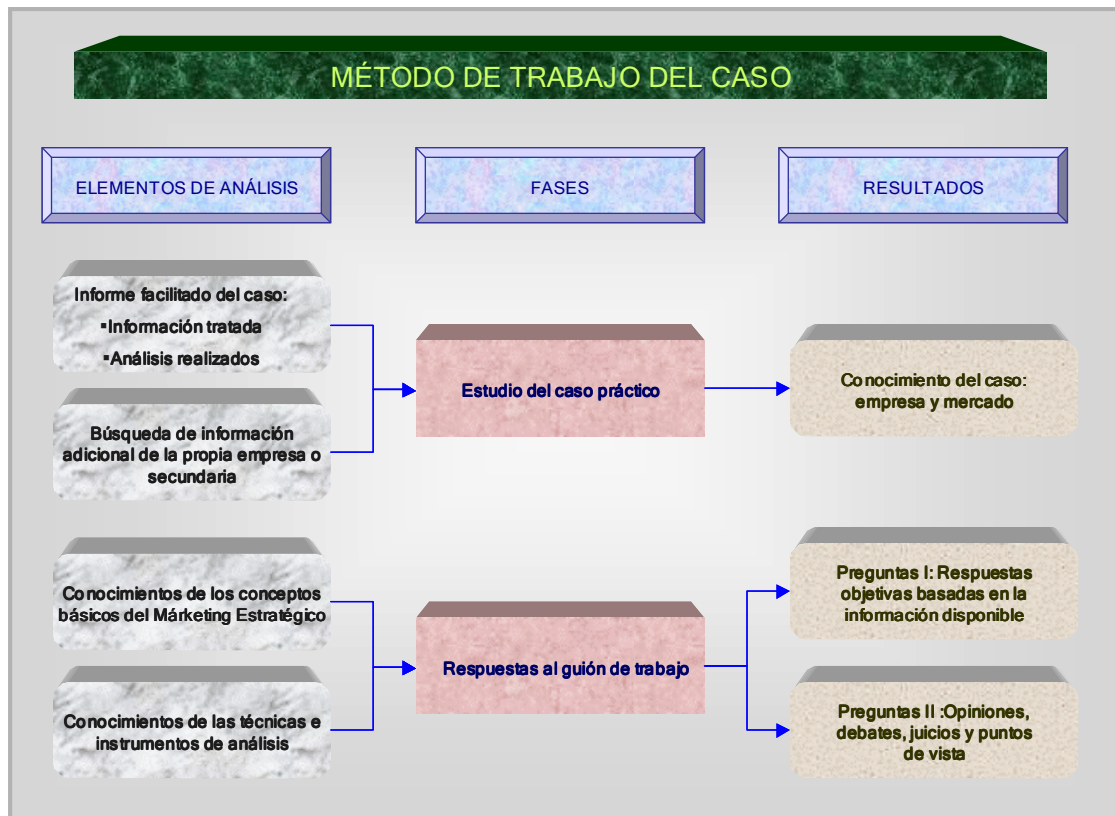 MÉTODO DE TRABAJO DEL CASO
ELEMENTOS DE ANÁLISIS
FASES
RESULTADOS
Informe facilitado del caso:
▪Información tratada
▪Análisis realizados
Búsqueda de información
adicional de la propia empresa o
secundaria
Estudio del caso práctico
Conocimiento del caso:
empresa y mercado
Conocimientos de los conceptos
básicos del Márketing Estratégico
Conocimientos de las técnicas e
instrumentos de análisis
Respuestas al guión de trabajo
Preguntas I: Respuestas
objetivas basadas en la
información disponible
Preguntas II :Opiniones,
debates, juicios y puntos
de vista